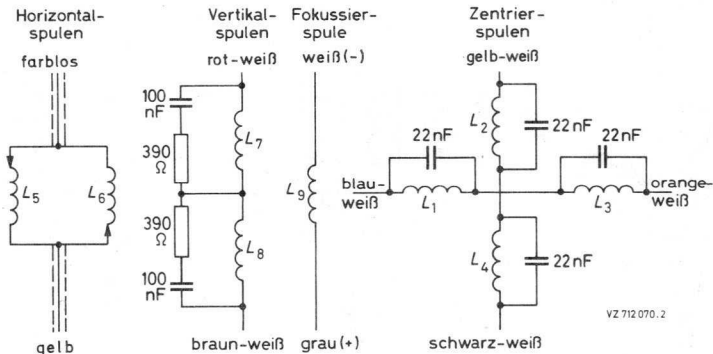 Horizontal-
spulen
farblos
L5
L6
gelb
Vertikal-
spulen
rot-weiß
100
nF
390
Ω
L7
390
Ω
100
nF
L8
braun-weiß
Fokussier-
spule
weiß(-)
L9
grau(+)
Zentrier-
spulen
gelb-weiß
L2
22nF
22nF
22nF
blau-
weiß
L1
L3
orange-
weiß
L4
22nF
schwarz-weiß
VZ 712 070.2